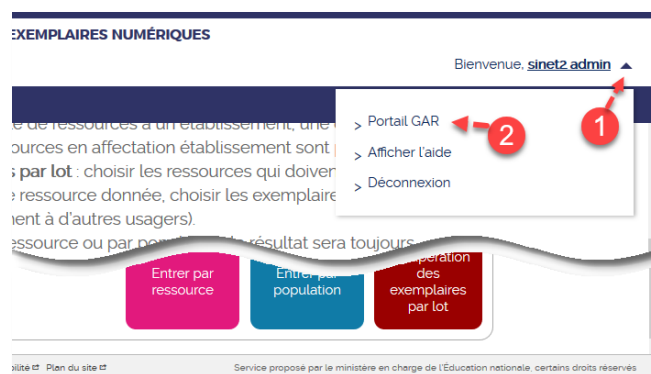 EXEMPLAIRES NUMÉRIQUES
Bienvenue, sinet2 admin
1
> Portail GAR
2
> Afficher l'aide
> Déconnexion
de ressources à un établissement, une
ources en affectation établissement sont
s par lot : choisir les ressources qui doiven
e ressource donnée, choisir les exemplaire
ment à d'autres usagers).
essource ou par
résultat sera toujours
Entrer par
ressource
Entrer par
population
des
exemplaires
par lot
bilité Plan du site
Service proposé par le ministère en charge de l'Éducation nationale, certains droits réservés